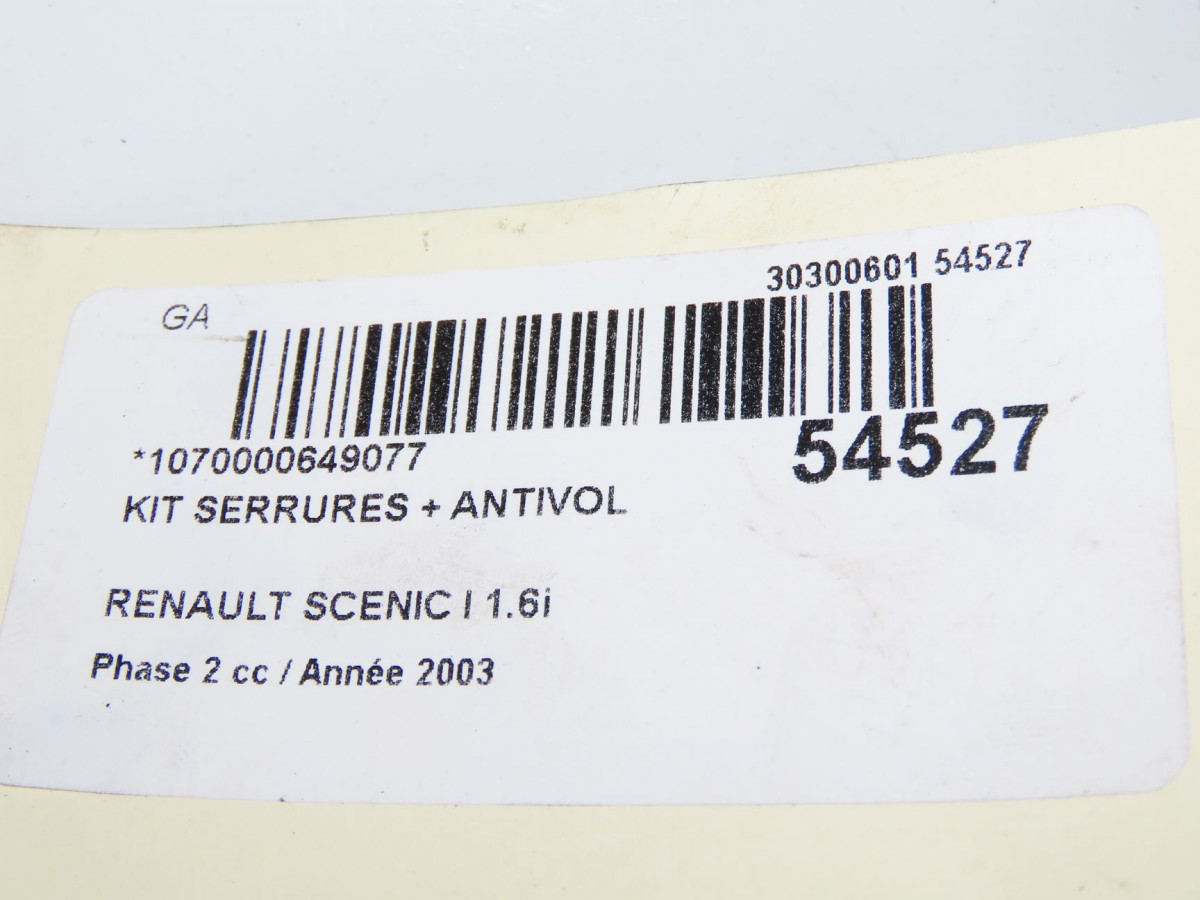 30300601 54527
GA
54527
*1070000649077
KIT SERRURES + ANTIVOL
RENAULT SCENIC I 1.6i
Phase 2 cc / Année 2003